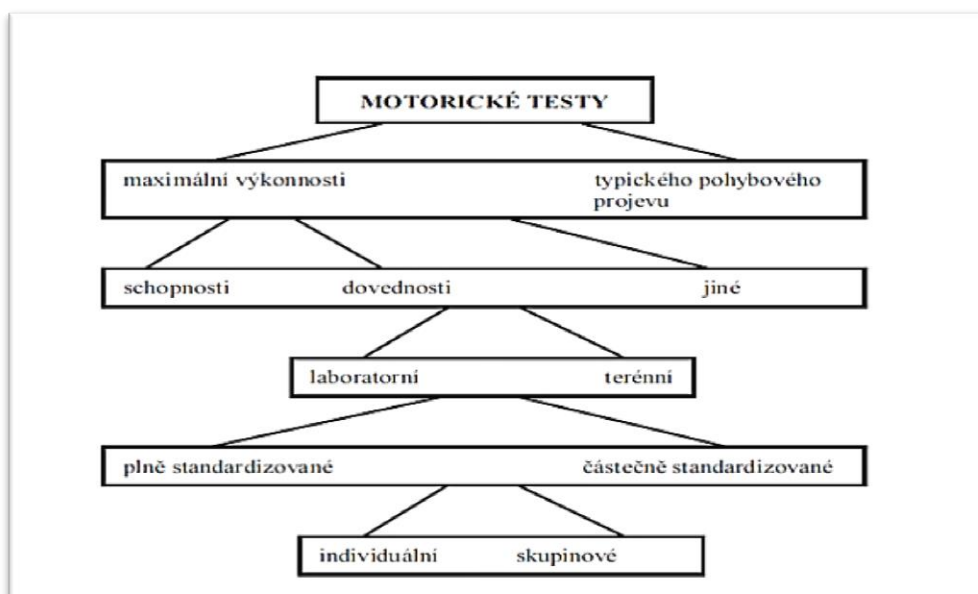 MOTORICKÉ TESTY
maximální výkonnosti typického pohybového
projevu
schopnosti dovednosti jiné
laboratorní terénní
plně standardizované částečně standardizované
individuální skupinové